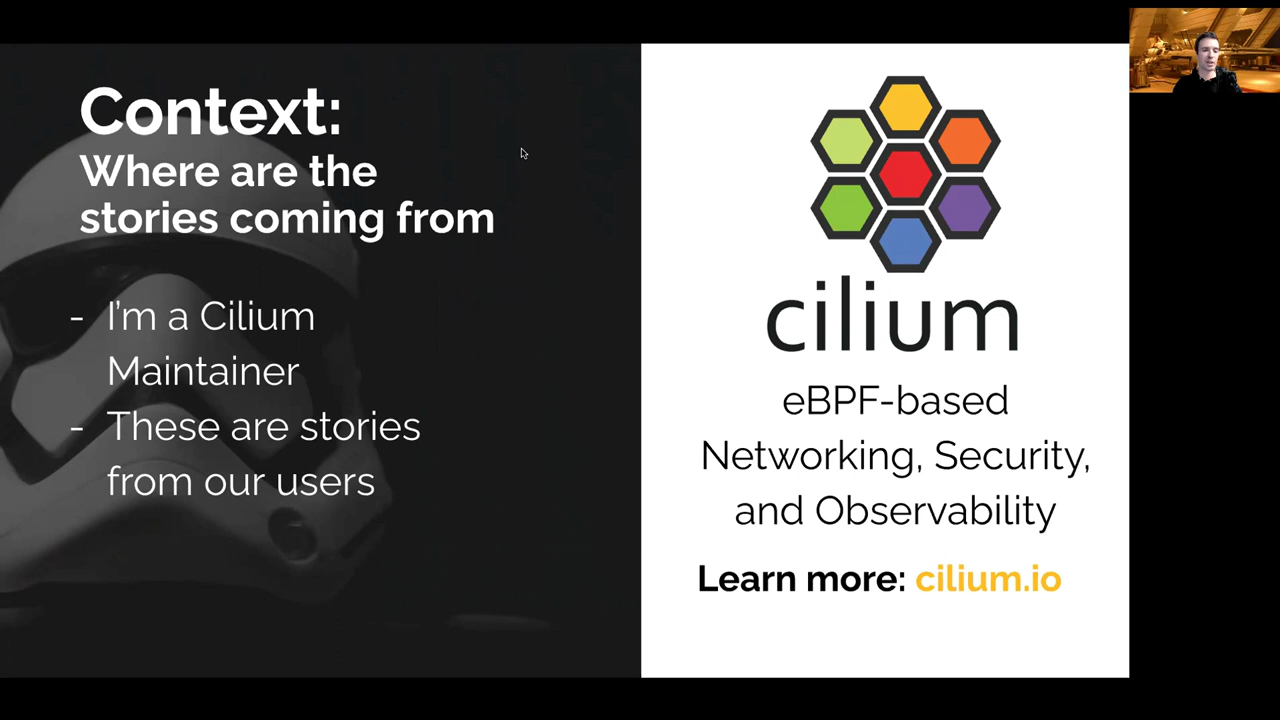 Context:
Where are the
stories coming from
- I'm a Cilium
Maintainer
- These are stories
from our users
cilium
eBPF-based
Networking, Security,
and Observability
Learn more: cilium.io